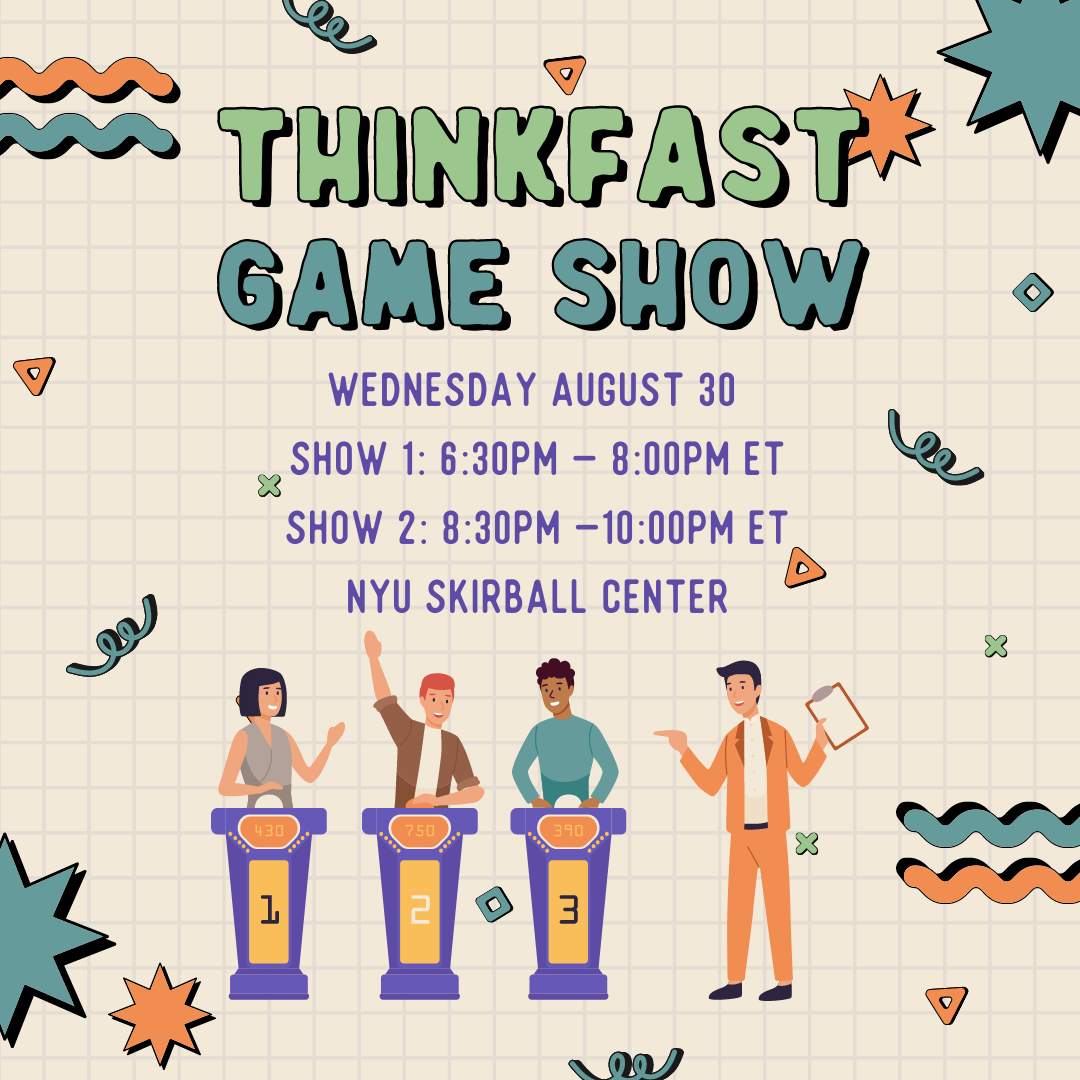 THINKFAST
GAME SHOW
WEDNESDAY AUGUST 30
SHOW 1: 6:30PM – 8:00PM ET
SHOW 2: 8:30PM –10:00PM ET
NYU SKIRBALL CENTER
430 750 390
1 2 3